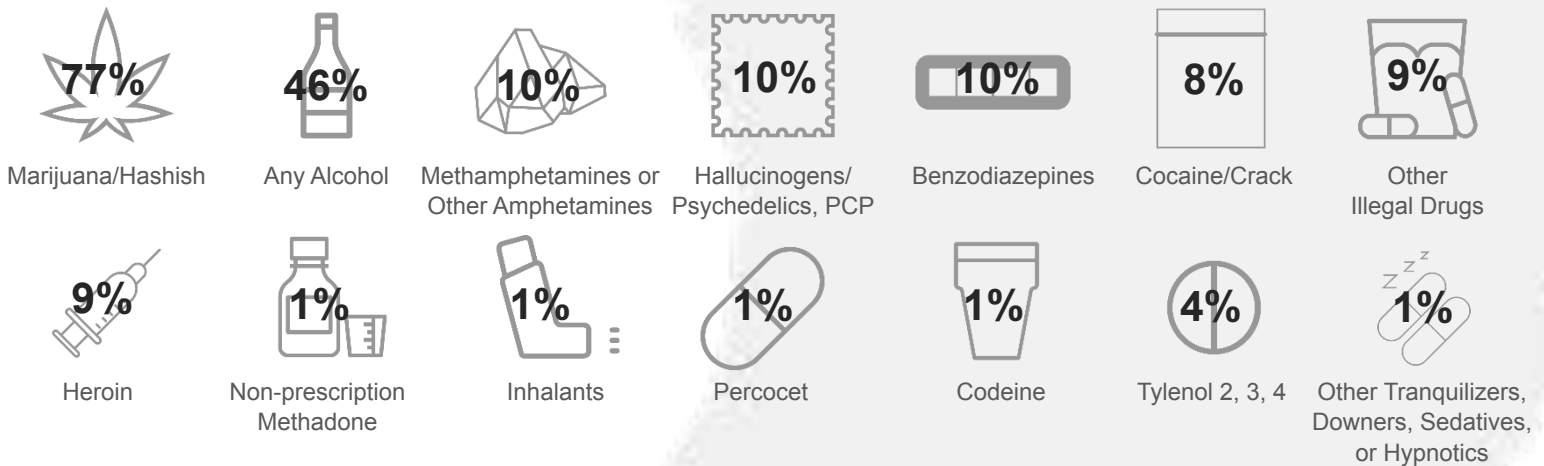 77%
46%
10%
10%
10%
8%
9%
Marijuana/Hashish
Any Alcohol
Methamphetamines or
Other Amphetamines
Hallucinogens/
Psychedelics, PCP
Benzodiazepines
Cocaine/Crack
Other
Illegal Drugs
9%
1%
1%
1%
1%
4%
z z z
1%
Heroin
Non-prescription
Methadone
Inhalants
Percocet
Codeine
Tylenol 2, 3, 4
Other Tranquilizers,
Downers, Sedatives,
or Hypnotics